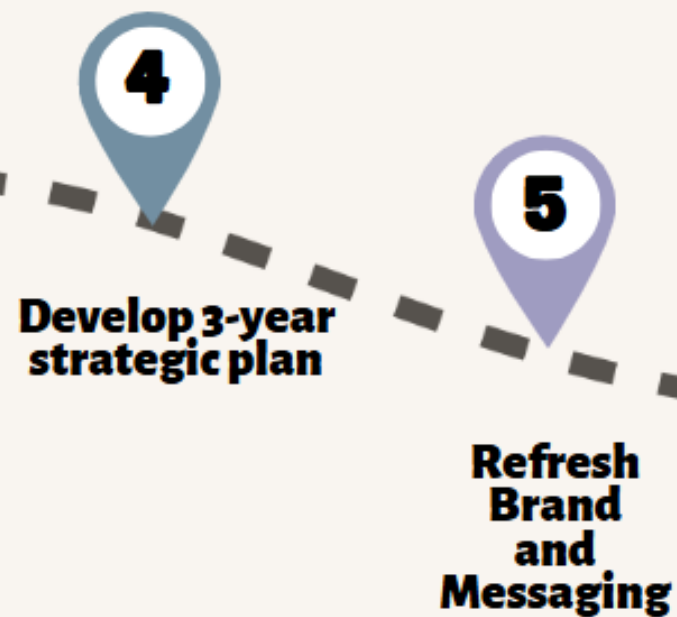 4
Develop 3-year
strategic plan
5
Refresh
Brand
and
Messaging